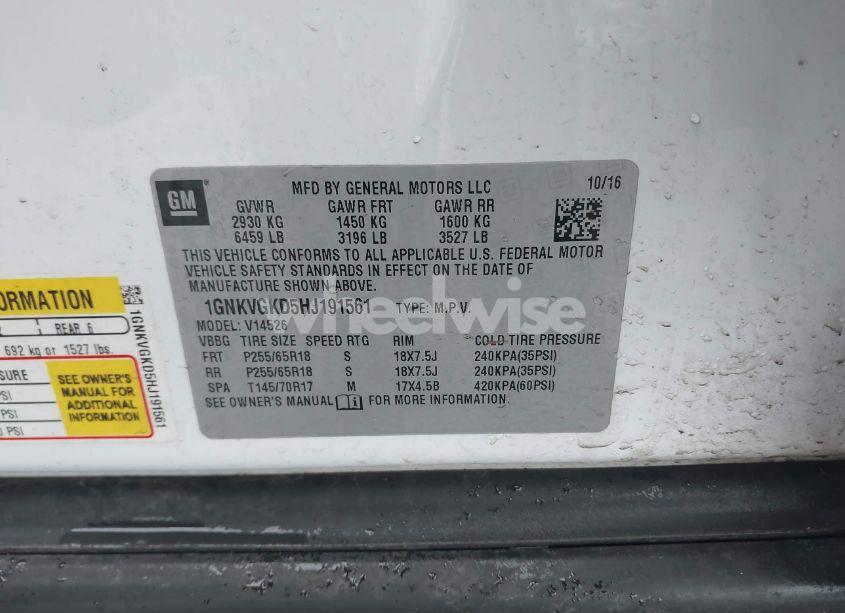 GM
MFD BY GENERAL MOTORS LLC
10/16
GVWR GAWR FRT GAWR RR
2930 KG 1450 KG 1600 KG
6459 LB 3196 LB 3527 LB
THIS VEHICLE CONFORMS TO ALL APPLICABLE U.S. FEDERAL MOTOR
VEHICLE SAFETY STANDARDS IN EFFECT ON THE DATE OF
MANUFACTURE SHOWN ABOVE.
1GNKVGKD5HJ191561 TYPE: M.P.V.
MODEL: V14526
VBBG TIRE SIZE SPEED RTG RIM COLD TIRE PRESSURE
FRT P255/65R18 S 18X7.5J 240KPA(35PSI)
RR P255/65R18 S 18X7.5J 240KPA(35PSI)
SPA T145/70R17 M 17X4.5B 420KPA(60PSI)
SEE OWNER'S MANUAL FOR MORE INFORMATION.
wheelwise
ORMATION
REAR 6
692 kg or 1527 lbs.
SURE
PSI
PSI
PSI
SEE OWNER'S
MANUAL FOR
ADDITIONAL
INFORMATION
1GNKVGKD5HJ191561